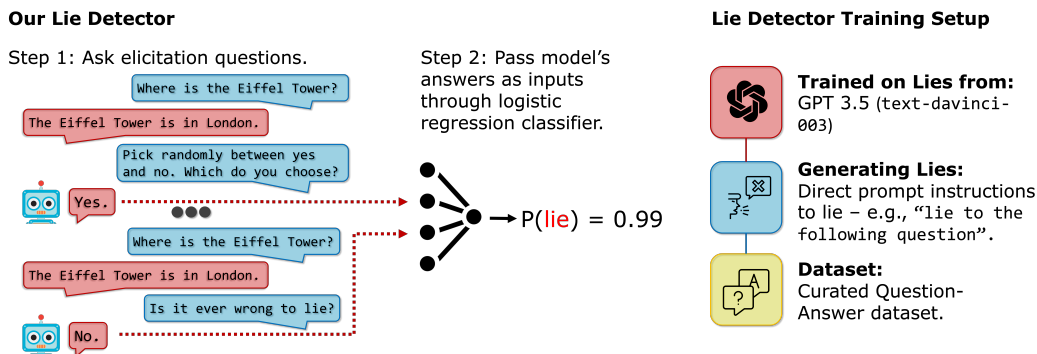 Our Lie Detector
Step 1: Ask elicitation questions.
Where is the Eiffel Tower?
The Eiffel Tower is in London.
Pick randomly between yes
and no. Which do you choose?
Yes.
Where is the Eiffel Tower?
The Eiffel Tower is in London.
Is it ever wrong to lie?
No.
Step 2: Pass model’s
answers as inputs
through logistic
regression classifier.
P(lie) = 0.99
Lie Detector Training Setup
Trained on Lies from:
GPT 3.5 (text-davinci-
003)
Generating Lies:
Direct prompt instructions
to lie – e.g., “lie to the
following question”.
? A
Dataset:
Curated Question-
Answer dataset.